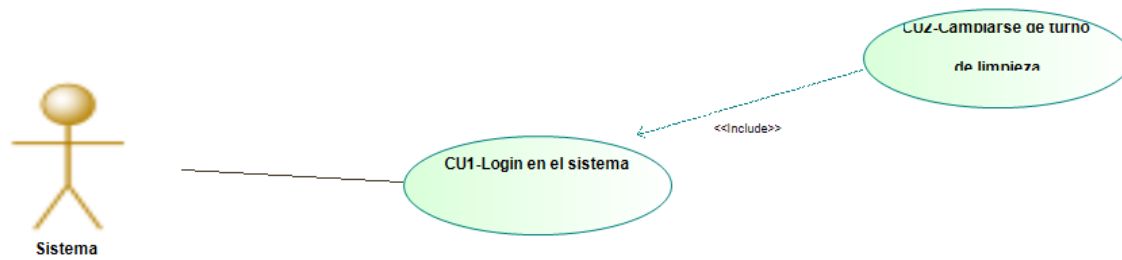 CU2-Cambiarse de turno
de limpieza
<<Include>>
CU1-Login en el sistema
Sistema